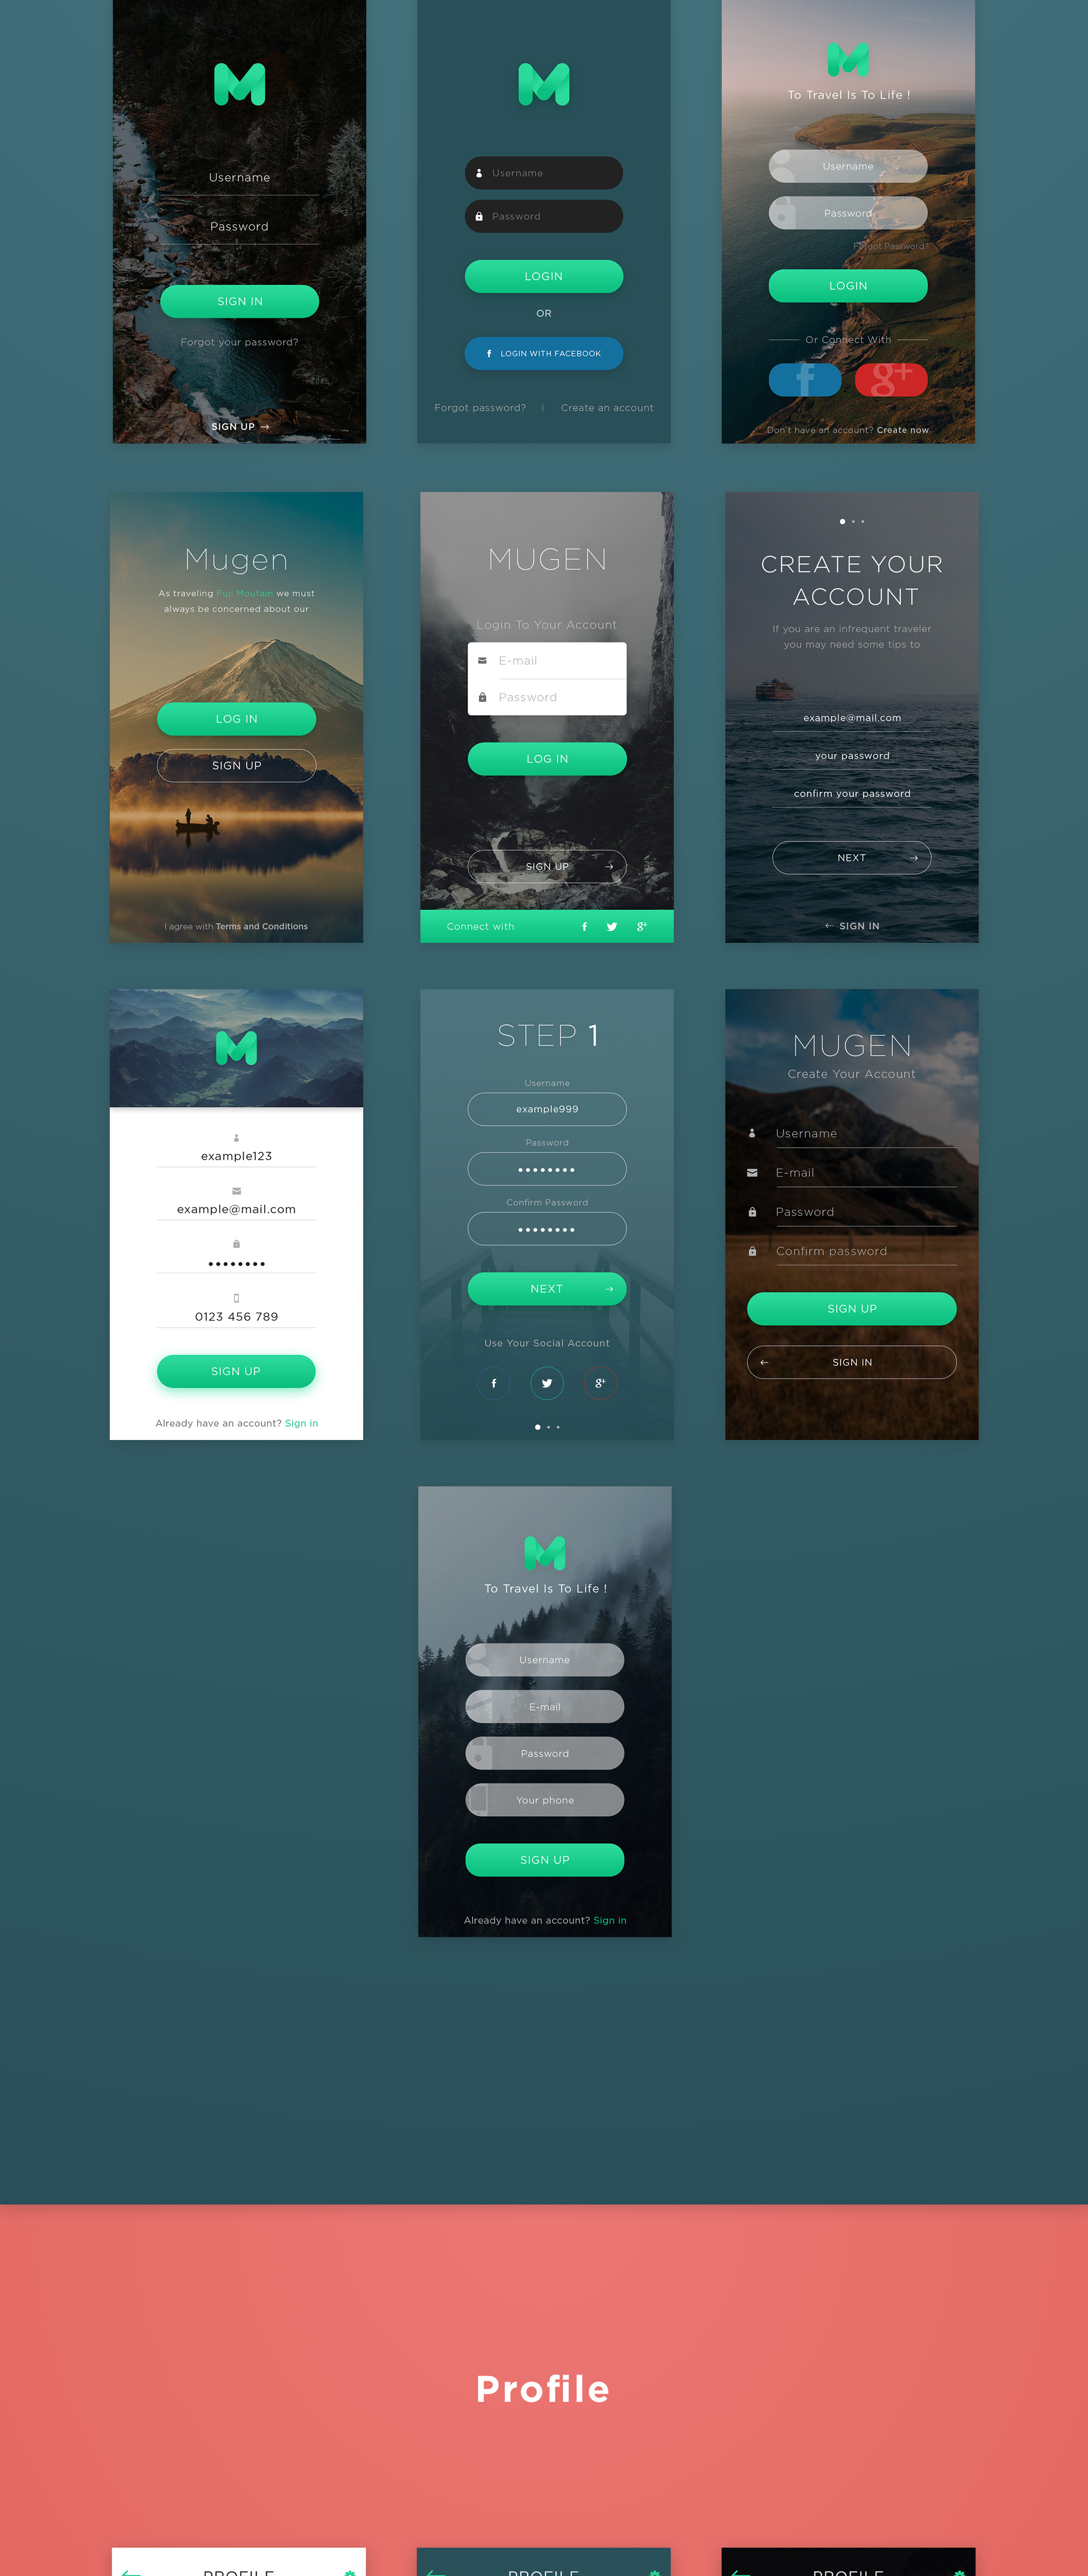 Username
Password
SIGN IN
Forgot your password?
SIGN UP →
Username
Password
LOGIN
OR
f LOGIN WITH FACEBOOK
Forgot password? | Create an account
To Travel Is To Life !
Username
Password
Forgot Password?
LOGIN
Or Connect With
f g+
Don't have an account? Create now
Mugen
As traveling Fuji Moutain we must
always be concerned about our
LOG IN
SIGN UP
I agree with Terms and Conditions
MUGEN
Login To Your Account
E-mail
Password
LOG IN
SIGN UP →
Connect with f g+
CREATE YOUR
ACCOUNT
If you are an infrequent traveler
you may need some tips to
example@mail.com
your password
confirm your password
NEXT →
← SIGN IN
example123
example@mail.com
0123 456 789
SIGN UP
Already have an account? Sign in
STEP 1
Username
example999
Password
Confirm Password
NEXT →
Use Your Social Account
f g+
MUGEN
Create Your Account
Username
E-mail
Password
Confirm password
SIGN UP
← SIGN IN
To Travel Is To Life !
Username
E-mail
Password
Your phone
SIGN UP
Already have an account? Sign in
Profile
PROFILE
PROFILE
PROFILE